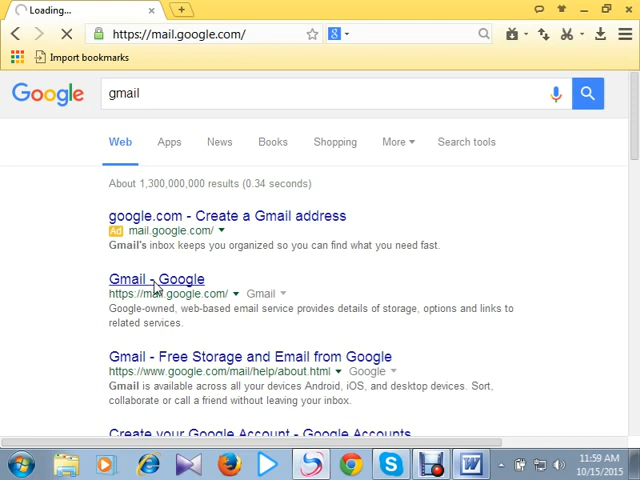 Loading....
https://mail.google.com/
Import bookmarks
Google
gmail
Web Apps News Books Shopping More Search tools
About 1,300,000,000 results (0.34 seconds)
google.com - Create a Gmail address
Ad mail.google.com/
Gmail's inbox keeps you organized so you can find what you need fast.
Gmail - Google
https://mail.google.com/ Gmail
Google-owned, web-based email service provides details of storage, options and links to
related services.
Gmail - Free Storage and Email from Google
https://www.google.com/mail/help/about.html Google
Gmail is available across all your devices Android, iOS, and desktop devices. Sort,
collaborate or call a friend without leaving your inbox.
Create your Google Account - Google Accounts
11:59 AM
10/15/2015